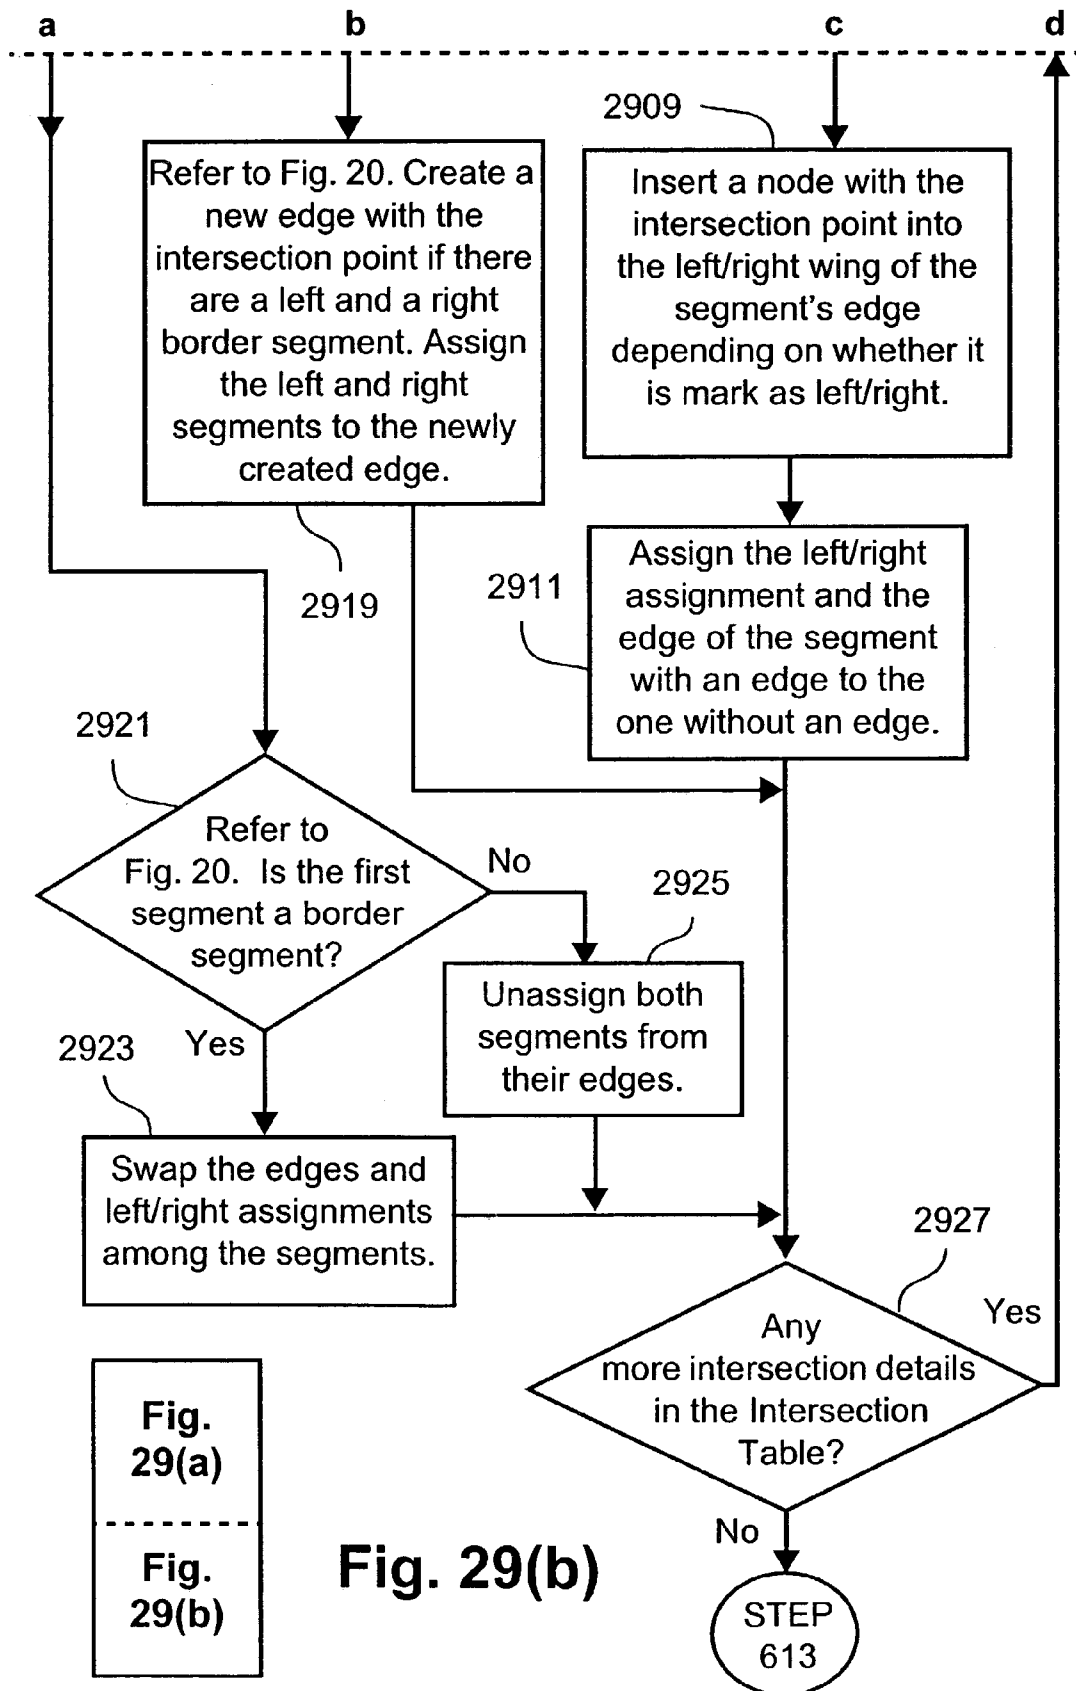 a
b
c
d
2909
Refer to Fig. 20. Create a
new edge with the
intersection point if there
are a left and a right
border segment. Assign
the left and right
segments to the newly
created edge.
Insert a node with the
intersection point into
the left/right wing of the
segment's edge
depending on whether it
is mark as left/right.
2919
2911
Assign the left/right
assignment and the
edge of the segment
with an edge to the
one without an edge.
2921
Refer to
Fig. 20. Is the first
segment a border
segment?
No
2925
Unassign both
segments from
their edges.
Yes
2923
Swap the edges and
left/right assignments
among the segments.
2927
Any
more intersection details
in the Intersection
Table?
Yes
No
STEP
613
Fig.
29(a)
Fig.
29(b)
Fig. 29(b)